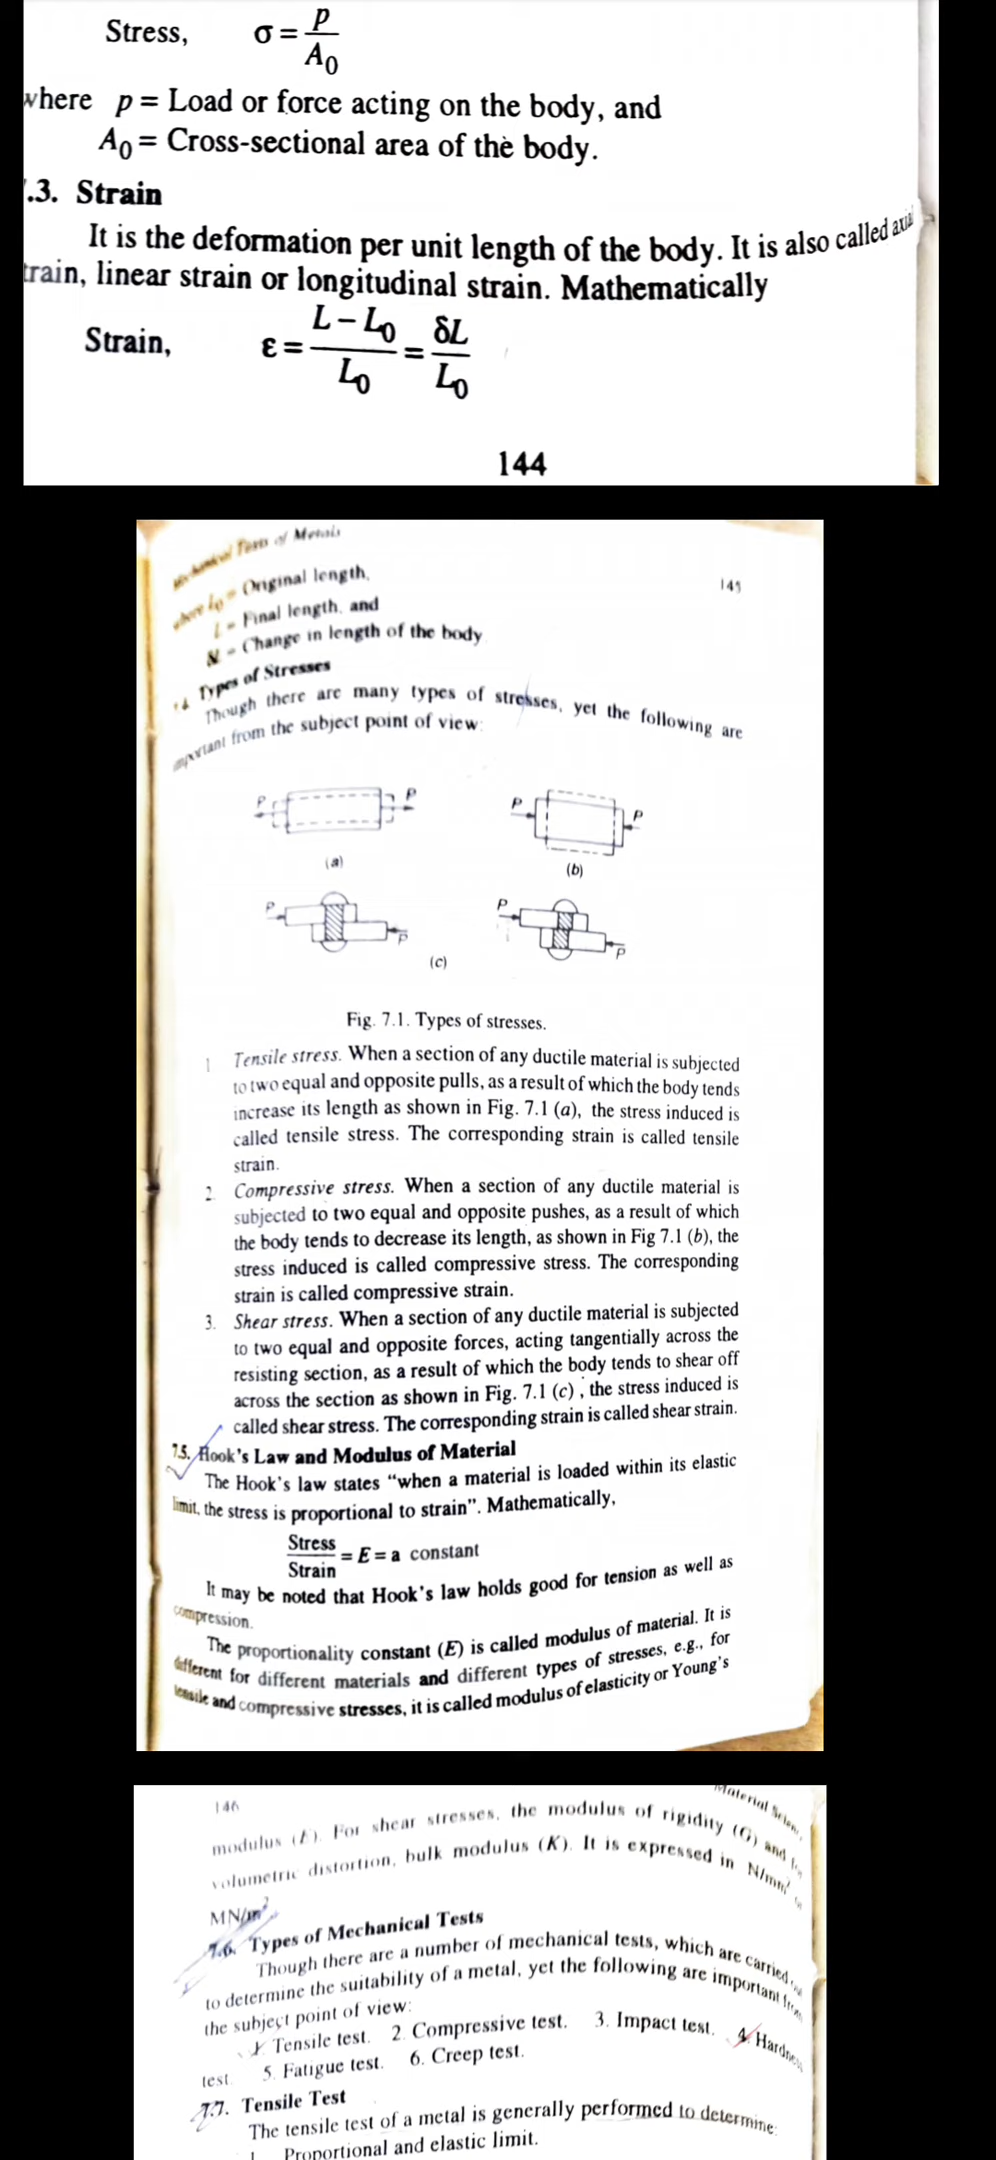 Stress, σ = p
A0
where p = Load or force acting on the body, and
A0 = Cross-sectional area of the body.
.3. Strain
It is the deformation per unit length of the body. It is also called axial
train, linear strain or longitudinal strain. Mathematically
Strain, ε = L – L0 / L0 = δL / L0
144
Mechanical Tests of Metals
145
where L0 = Original length,
L = Final length, and
δL = Change in length of the body
Types of Stresses
Though there are many types of stresses, yet the following are
important from the subject point of view:
P P P P
(a)
(b)
P P P P
(c)
Fig. 7.1. Types of stresses.
1 Tensile stress. When a section of any ductile material is subjected
to two equal and opposite pulls, as a result of which the body tends
increase its length as shown in Fig. 7.1 (a), the stress induced is
called tensile stress. The corresponding strain is called tensile
strain.
2. Compressive stress. When a section of any ductile material is
subjected to two equal and opposite pushes, as a result of which
the body tends to decrease its length, as shown in Fig 7.1 (b), the
stress induced is called compressive stress. The corresponding
strain is called compressive strain.
3. Shear stress. When a section of any ductile material is subjected
to two equal and opposite forces, acting tangentially across the
resisting section, as a result of which the body tends to shear off
across the section as shown in Fig. 7.1 (c) , the stress induced is
called shear stress. The corresponding strain is called shear strain.
7.5. Hook's Law and Modulus of Material
The Hook's law states "when a material is loaded within its elastic
limit, the stress is proportional to strain". Mathematically,
Stress
Strain = E = a constant
It may be noted that Hook's law holds good for tension as well as
compression.
The proportionality constant (E) is called modulus of material. It is
different for different materials and different types of stresses, e.g., for
tensile and compressive stresses, it is called modulus of elasticity or Young's
146
Material Scien
modulus (E). For shear stresses, the modulus of rigidity (G) and for
volumetric distortion, bulk modulus (K). It is expressed in N/mm² or
MN/m²
7.6. Types of Mechanical Tests
Though there are a number of mechanical tests, which are carried out
to determine the suitability of a metal, yet the following are important from
the subject point of view:
1. Tensile test. 2. Compressive test. 3. Impact test. 4. Hardness
test. 5. Fatigue test. 6. Creep test.
7.7. Tensile Test
The tensile test of a metal is generally performed to determine:
1. Proportional and elastic limit.